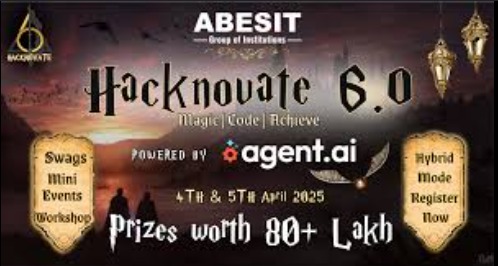 ABESIT
Group of Institutions
HACKNOVATE
Hacknovate 6.0
Magic|Code|Achieve
POWERED BY agent.ai
4TH & 5TH April 2025
Prizes worth 80+ Lakh
Swags
Mini
Events
Workshop
Hybrid
Mode
Register
Now